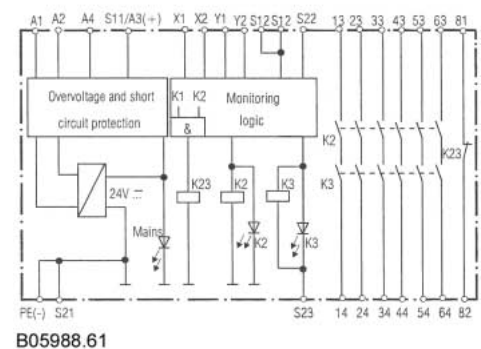 A1 A2 A4 S11/A3(+) X1 X2 Y1 Y2 S12 S12 S22 13 23 33 43 53 63 81
Overvoltage and short
circuit protection
K1 K2
&
Monitoring
logic
K2
K23
K3
24V
K23
K2
K3
Mains
K2
K3
PE(-) S21 S23 14 24 34 44 54 64 82
B05988.61